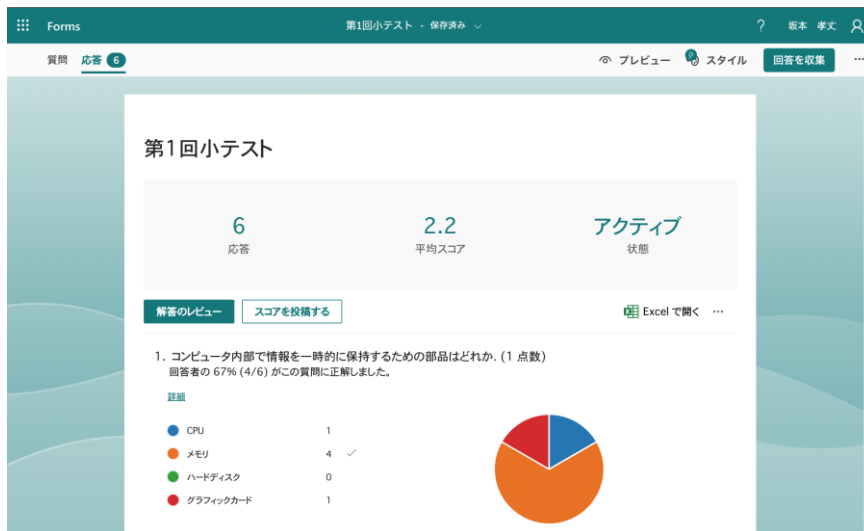 Forms
第1回小テスト - 保存済み
?
坂本 孝丈
質問
応答 6
プレビュー
スタイル
回答を収集
...
第1回小テスト
6
応答
2.2
平均スコア
アクティブ
状態
解答のレビュー
スコアを投稿する
Excel で開く
...
1. コンピュータ内部で情報を一時的に保持するための部品はどれか. (1 点数)
回答者の 67% (4/6) がこの質問に正解しました。
詳細
CPU 1
メモリ 4
ハードディスク 0
グラフィックカード 1